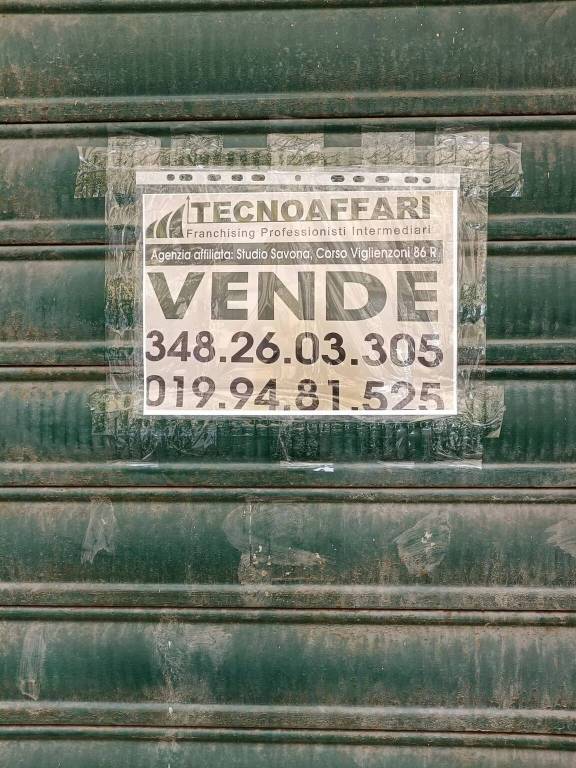 TECNOAFFARI
Franchising Professionisti Intermediari
Agenzia affiliata: Studio Savona, Corso Viglienzoni 86 R
VENDE
348.26.03.305
019.94.81.525